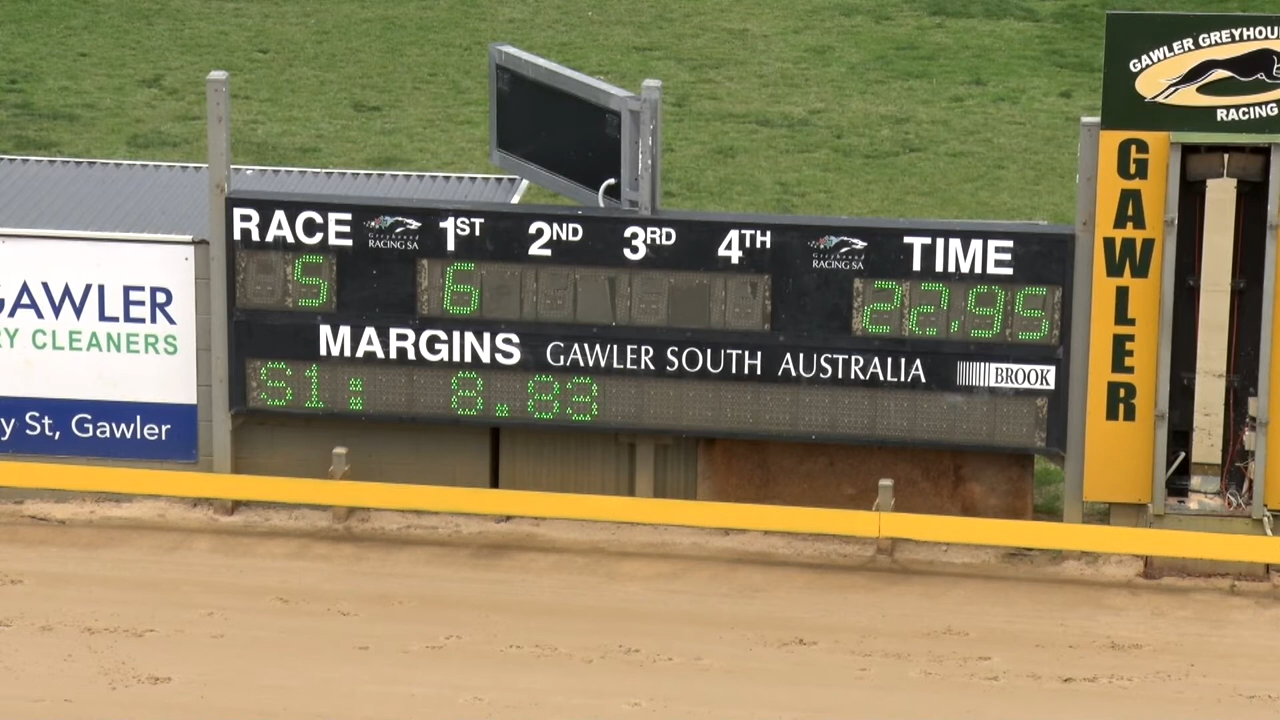 GAWLER GREYHOU
RACING
RACE
Greyhound
RACING SA
1ST 2ND 3RD 4TH
Greyhound
RACING SA
TIME
5 6 22.95
MARGINS GAWLER SOUTH AUSTRALIA BROOK
S1: 8.83
GAWLER
GAWLER
RY CLEANERS
y St, Gawler